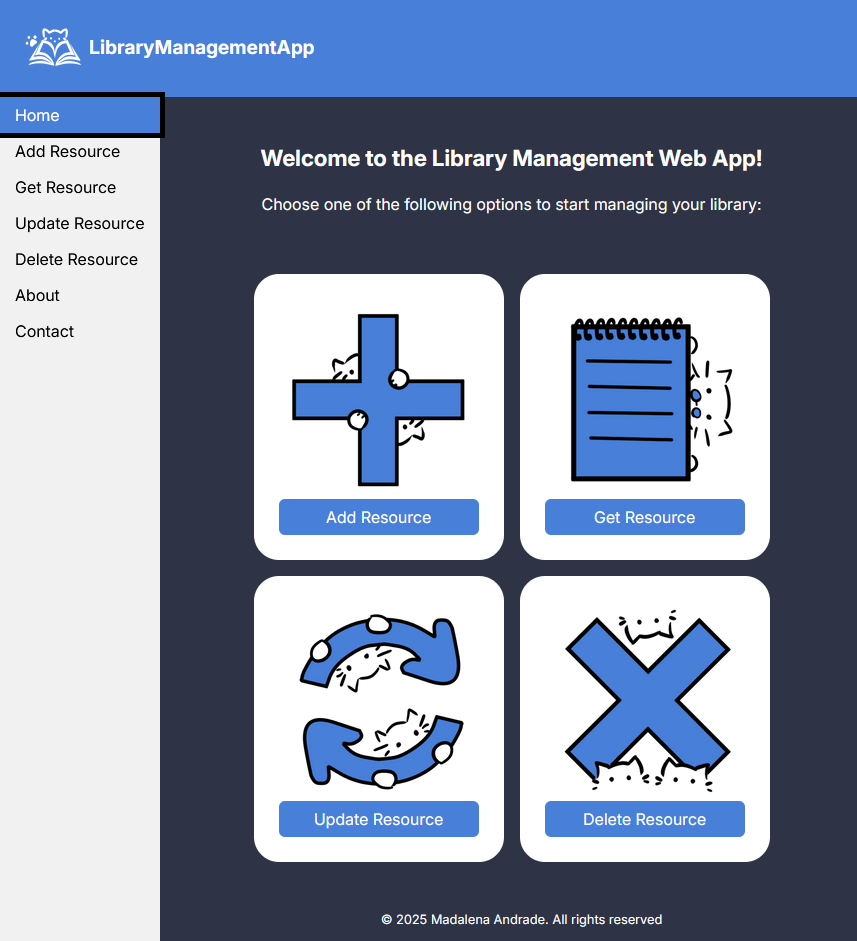 LibraryManagementApp
Home
Add Resource
Get Resource
Update Resource
Delete Resource
About
Contact
Welcome to the Library Management Web App!
Choose one of the following options to start managing your library:
Add Resource
Get Resource
Update Resource
Delete Resource
© 2025 Madalena Andrade. All rights reserved